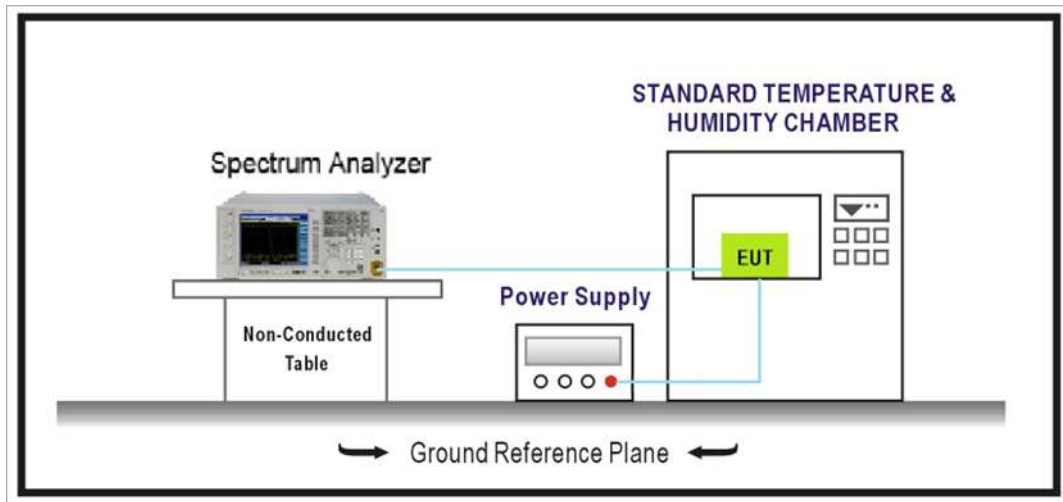 STANDARD TEMPERATURE &
HUMIDITY CHAMBER
Spectrum Analyzer
EUT
Power Supply
Non-Conducted
Table
Ground Reference Plane